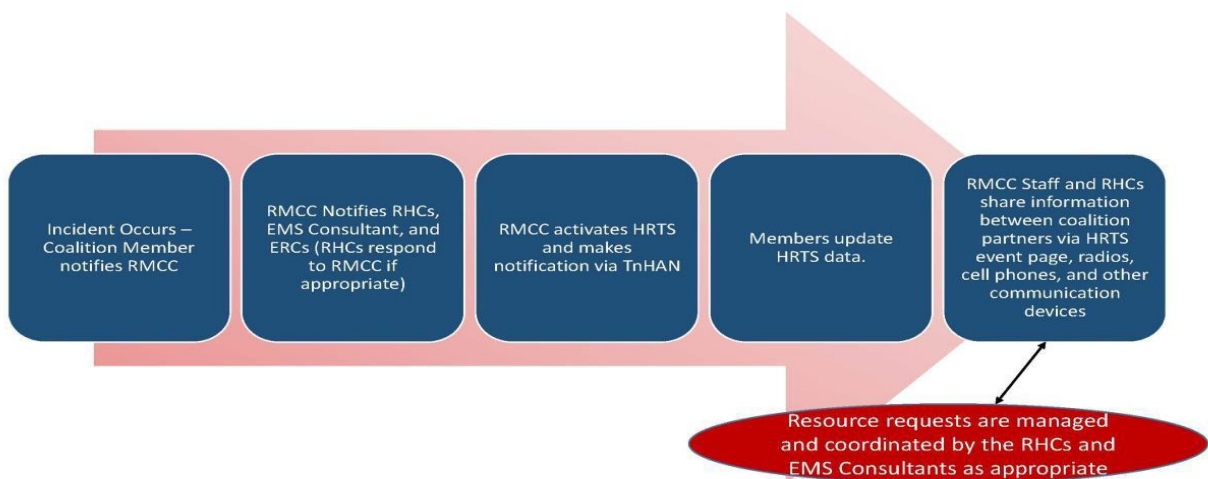 Incident Occurs –
Coalition Member
notifies RMCC
RMCC Notifies RHCs,
EMS Consultant, and
ERCs (RHCs respond
to RMCC if
appropriate)
RMCC activates HRTS
and makes
notification via TnHAN
Members update
HRTS data.
RMCC Staff and RHCs
share information
between coalition
partners via HRTS
event page, radios,
cell phones, and other
communication
devices
Resource requests are managed
and coordinated by the RHCs and
EMS Consultants as appropriate